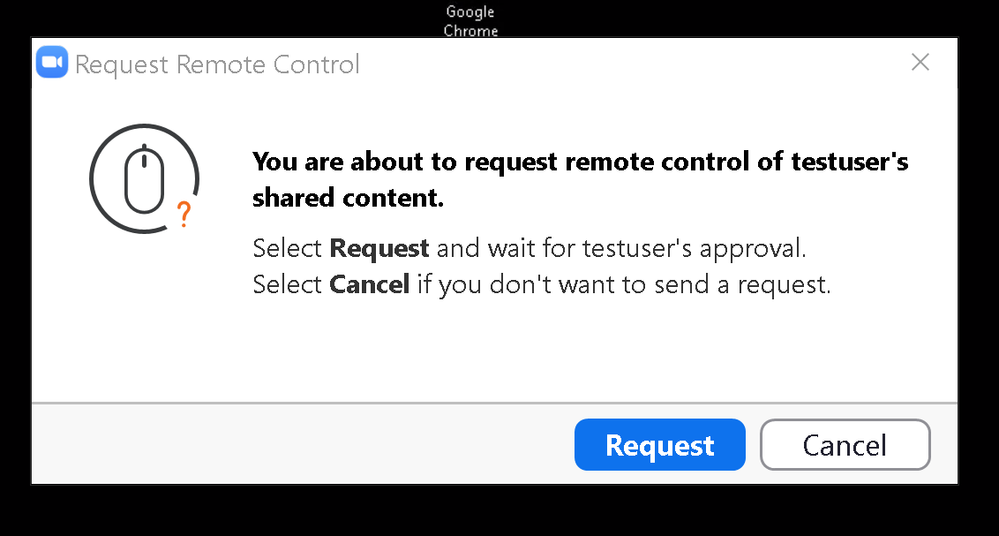 Google
Chrome
Request Remote Control
You are about to request remote control of testuser's
shared content.
?
Select Request and wait for testuser's approval.
Select Cancel if you don't want to send a request.
Request
Cancel